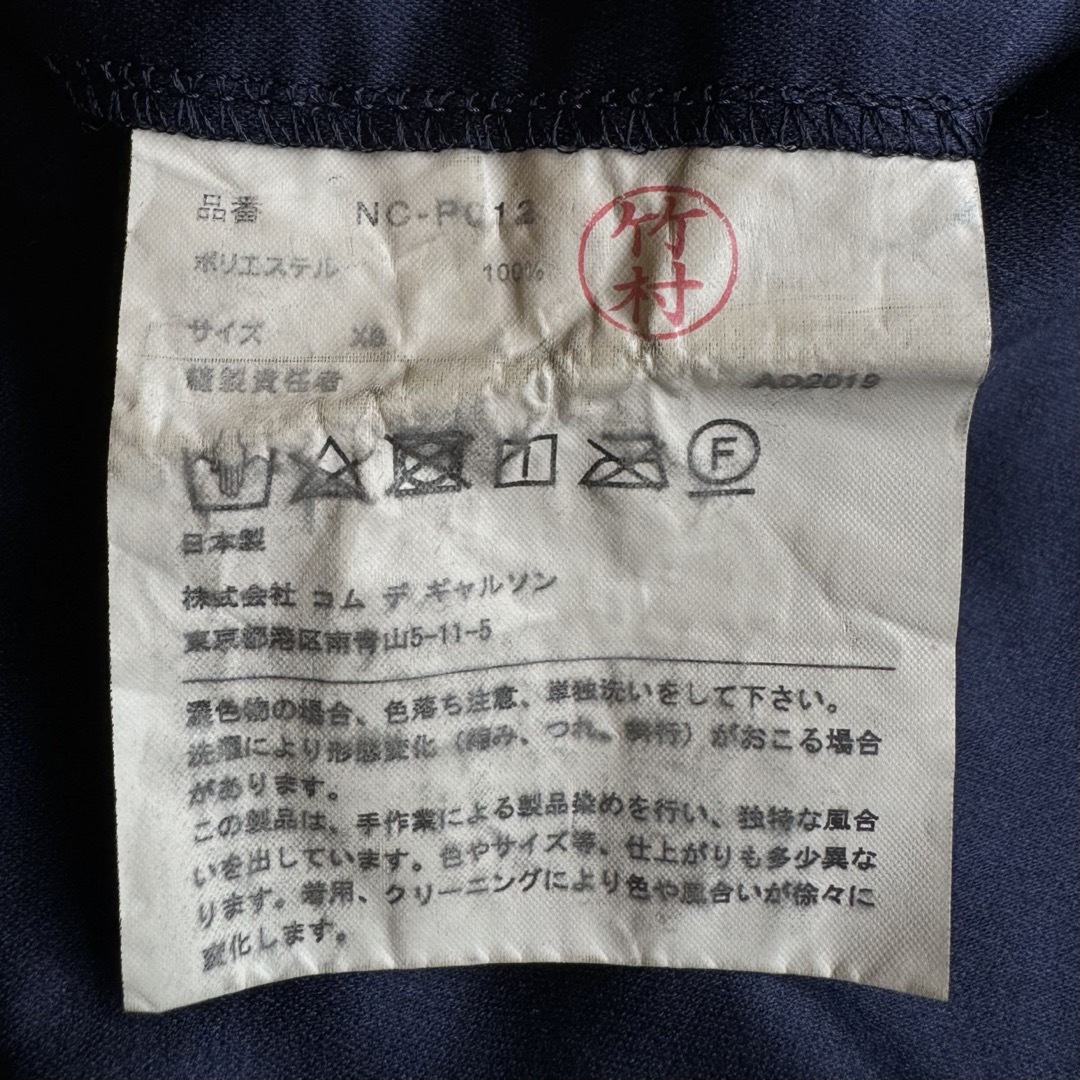 品番 NC-P012
竹村
ポリエステル 100%
サイズ XS
縫製責任者 AD2019
F
日本製
株式会社 コム デ ギャルソン
東京都港区南青山5-11-5
濃色物の場合、色落ち注意、単独洗いをして下さい。
洗濯により形態変化（縮み、つれ、斜行）がおこる場合
があります。
この製品は、手作業による製品染めを行い、独特な風合
いを出しています。色やサイズ等、仕上がりも多少異な
ります。着用、クリーニングにより色や風合いが徐々に
変化します。